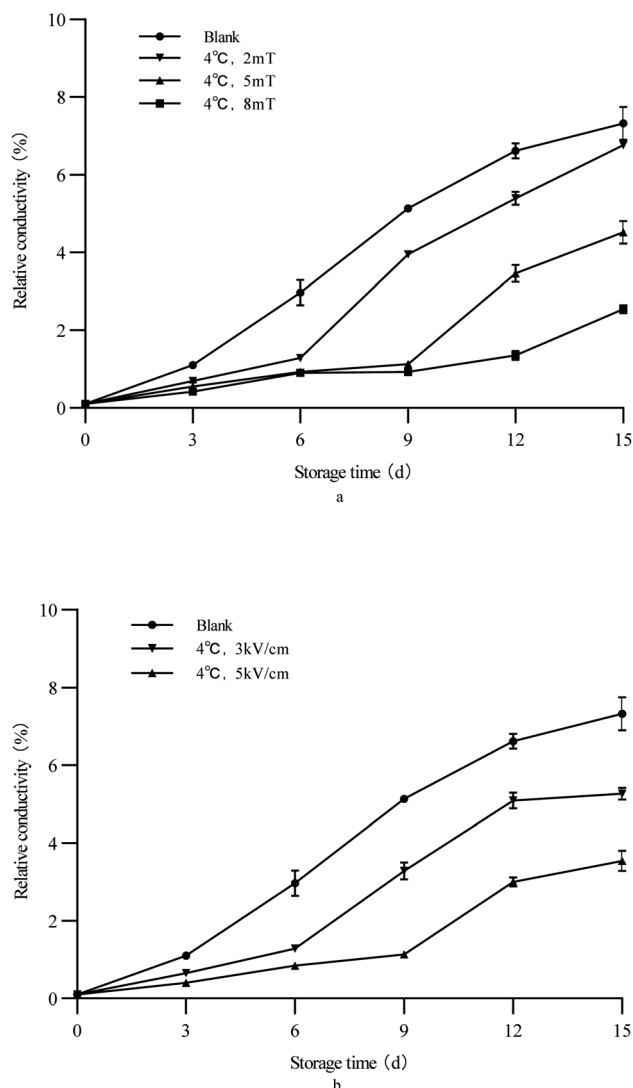 10
8
6
4
2
0
Relative conductivity (%)
Blank
4℃, 2mT
4℃, 5mT
4℃, 8mT
0 3 6 9 12 15
Storage time (d)
a
10
8
6
4
2
0
Relative conductivity (%)
Blank
4℃, 3kV/cm
4℃, 5kV/cm
0 3 6 9 12 15
Storage time (d)
b